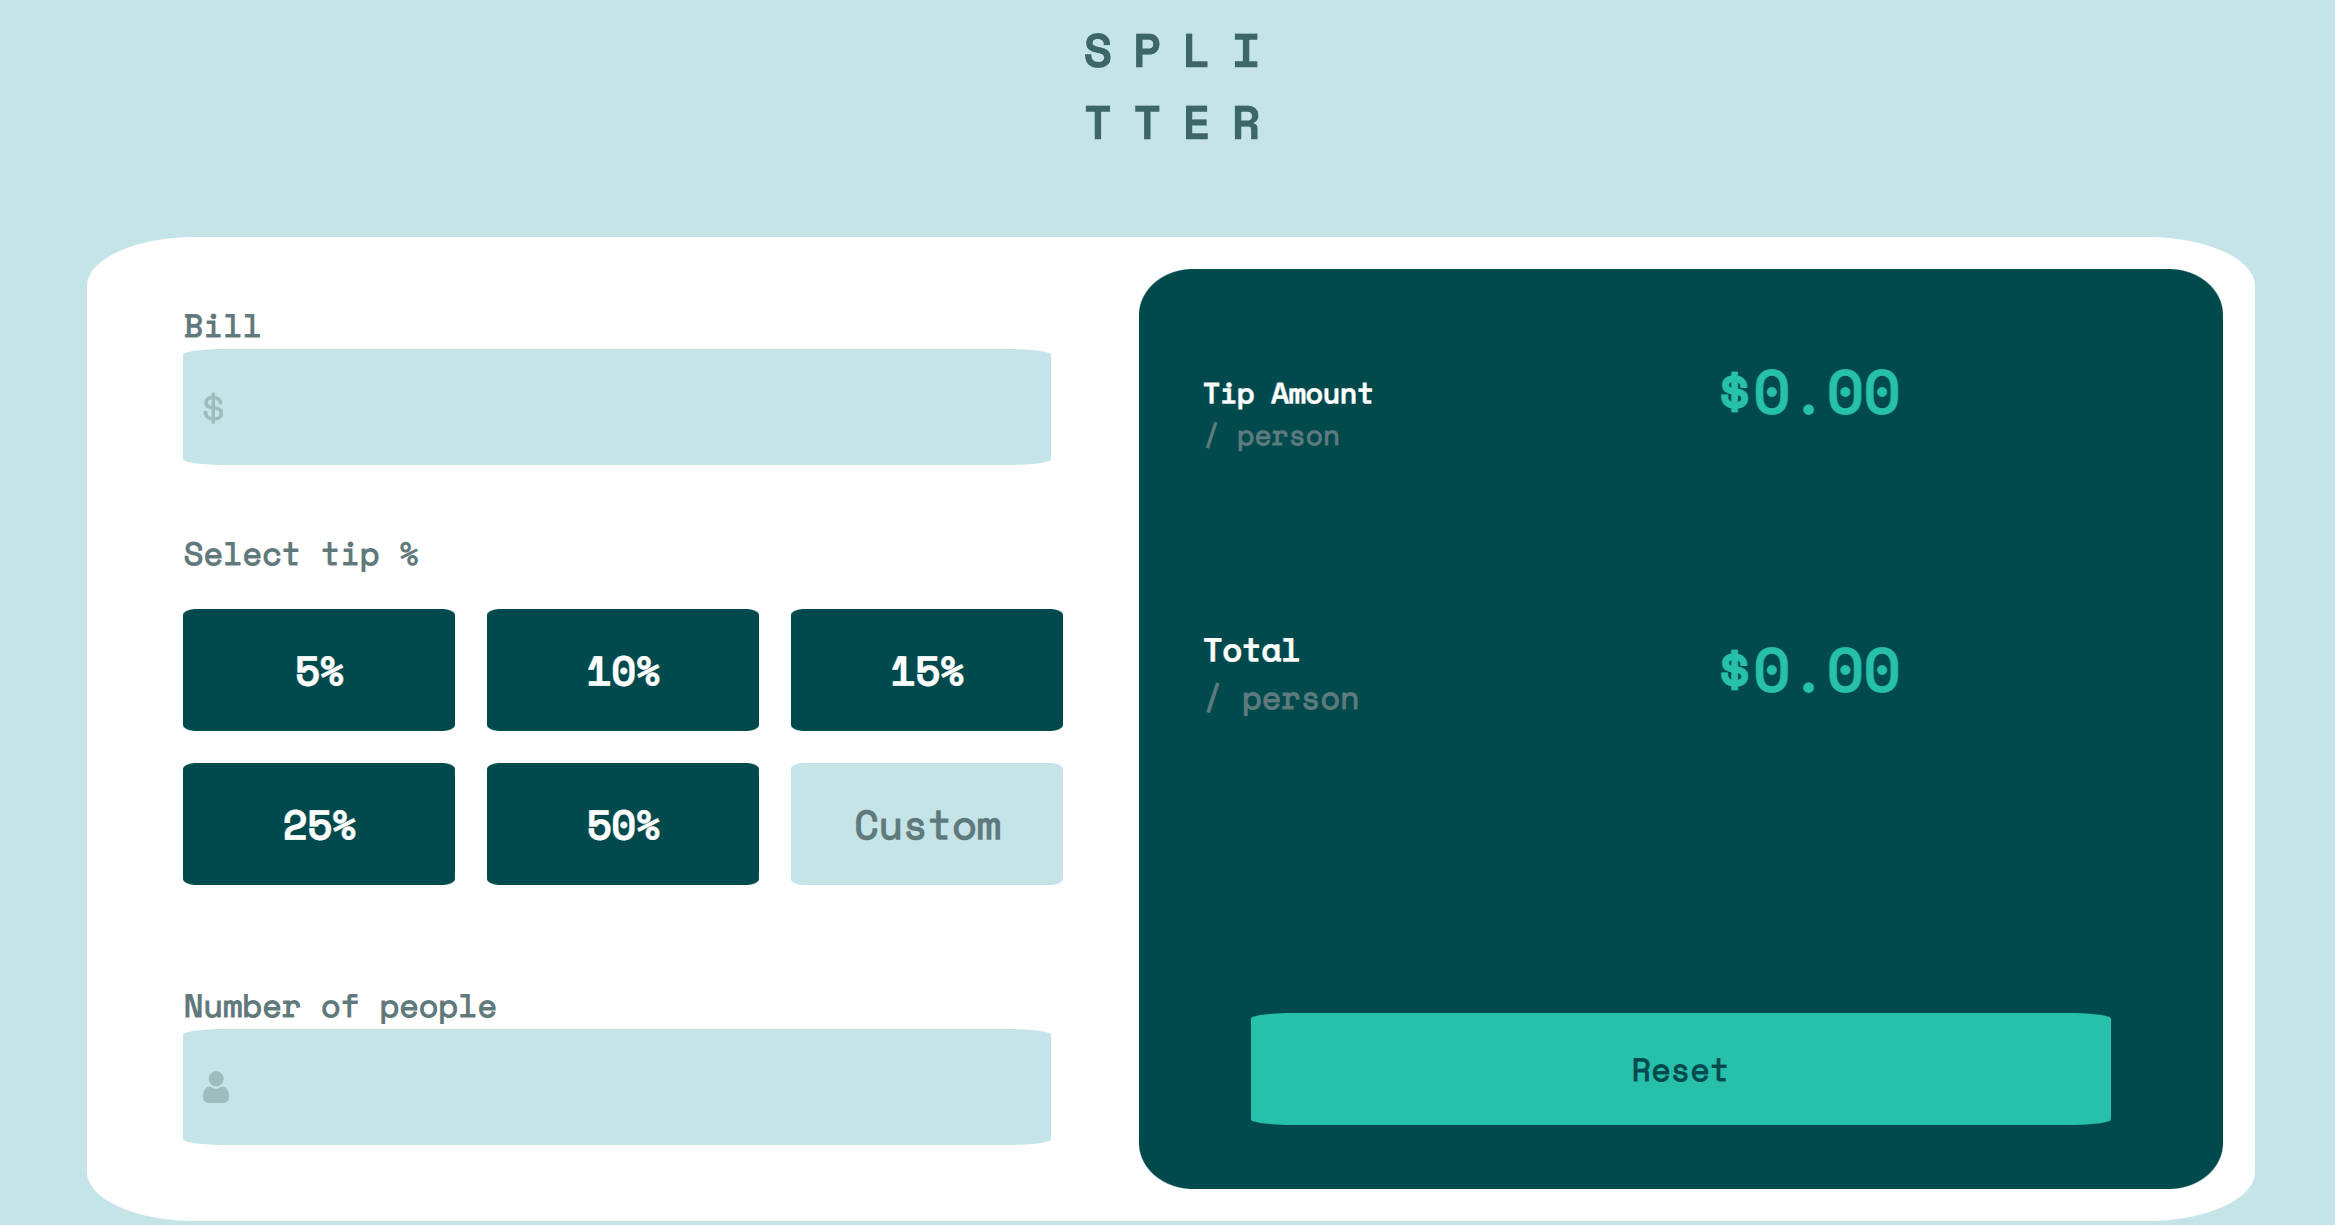 S P L I
T T E R
Bill
$
Select tip %
5% 10% 15%
25% 50% Custom
Number of people
Tip Amount
/ person
$0.00
Total
/ person
$0.00
Reset